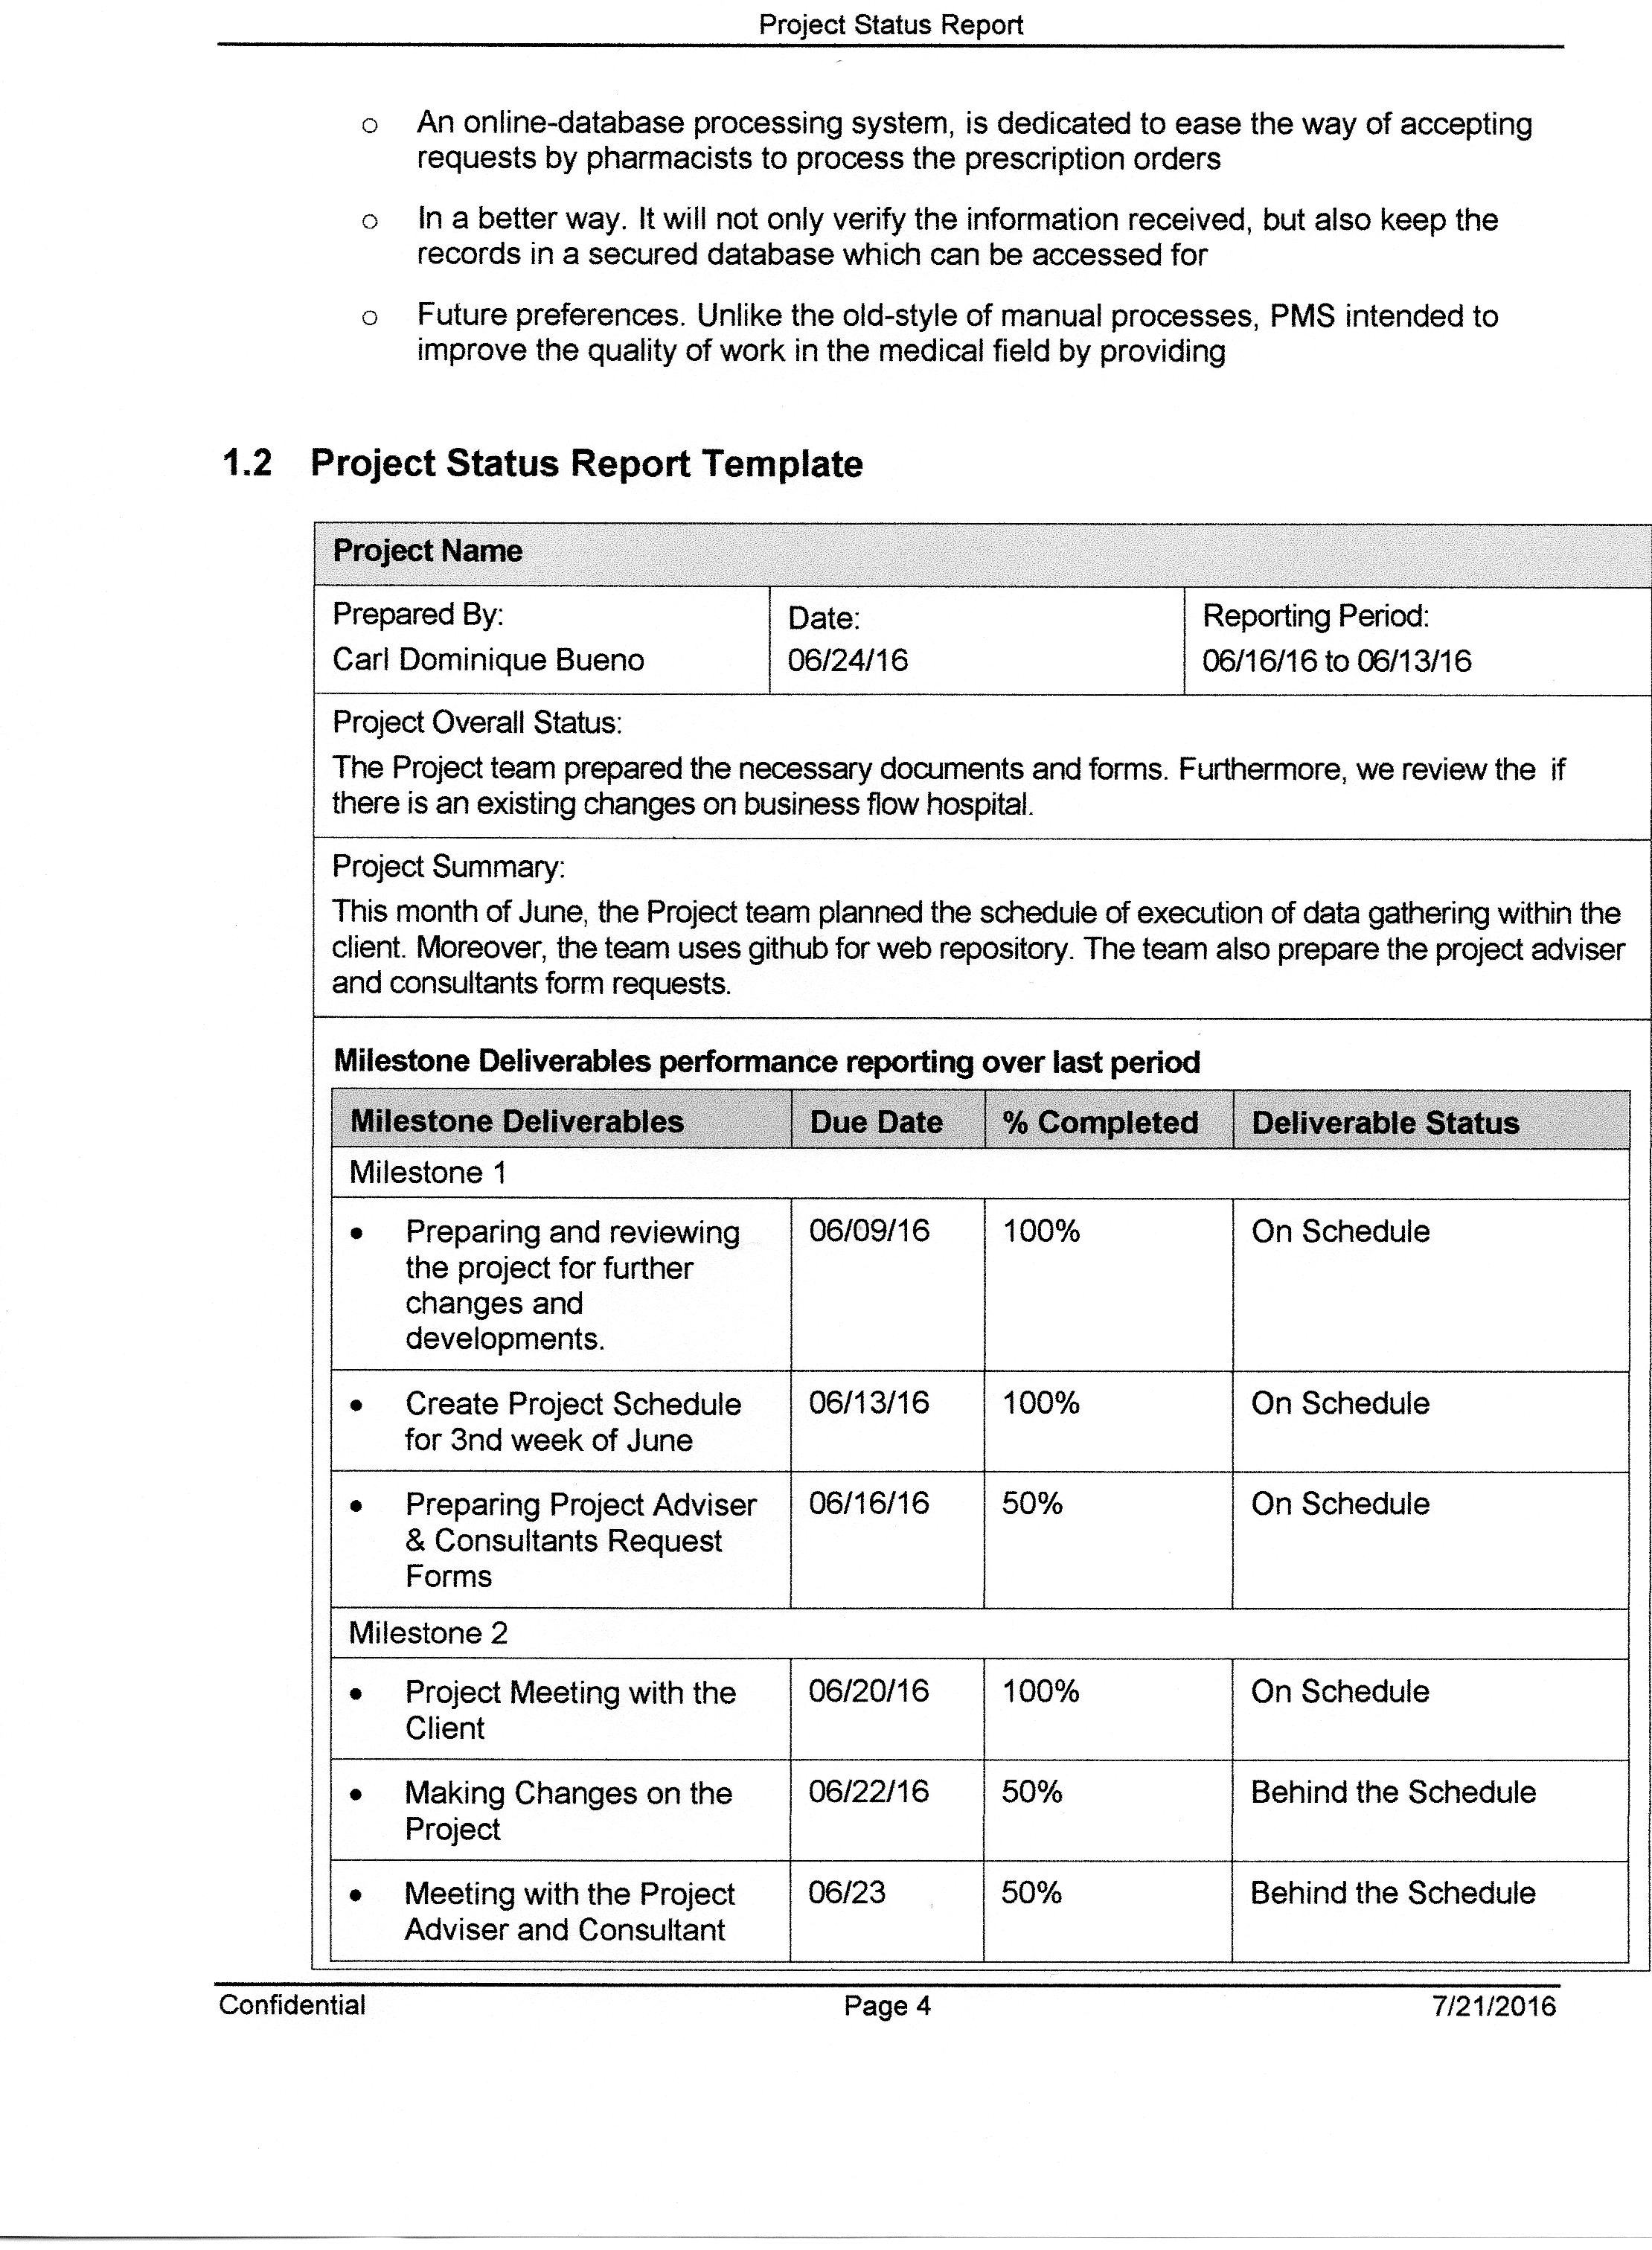 Project Status Report
o An online-database processing system, is dedicated to ease the way of accepting
requests by pharmacists to process the prescription orders
o In a better way. It will not only verify the information received, but also keep the
records in a secured database which can be accessed for
o Future preferences. Unlike the old-style of manual processes, PMS intended to
improve the quality of work in the medical field by providing
1.2 Project Status Report Template
Project Name
Prepared By:
Carl Dominique Bueno
Date:
06/24/16
Reporting Period:
06/16/16 to 06/13/16
Project Overall Status:
The Project team prepared the necessary documents and forms. Furthermore, we review the if
there is an existing changes on business flow hospital.
Project Summary:
This month of June, the Project team planned the schedule of execution of data gathering within the
client. Moreover, the team uses github for web repository. The team also prepare the project adviser
and consultants form requests.
Milestone Deliverables performance reporting over last period
Milestone Deliverables Due Date % Completed Deliverable Status
Milestone 1
• Preparing and reviewing 06/09/16 100% On Schedule
the project for further
changes and
developments.
• Create Project Schedule 06/13/16 100% On Schedule
for 3nd week of June
• Preparing Project Adviser 06/16/16 50% On Schedule
& Consultants Request
Forms
Milestone 2
• Project Meeting with the 06/20/16 100% On Schedule
Client
• Making Changes on the 06/22/16 50% Behind the Schedule
Project
• Meeting with the Project 06/23 50% Behind the Schedule
Adviser and Consultant
Confidential Page 4 7/21/2016